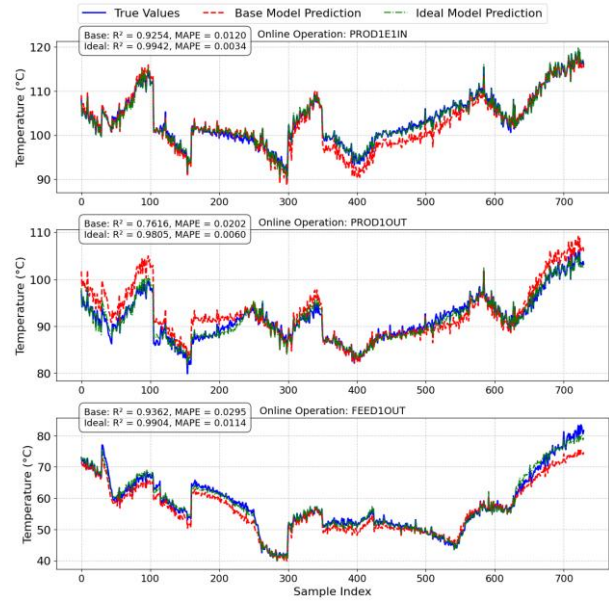 True Values Base Model Prediction Ideal Model Prediction
Base: R² = 0.9254, MAPE = 0.0120
Ideal: R² = 0.9942, MAPE = 0.0034
Online Operation: PROD1E1IN
Temperature (°C)
120
110
100
90
0 100 200 300 400 500 600 700
Base: R² = 0.7616, MAPE = 0.0202
Ideal: R² = 0.9805, MAPE = 0.0060
Online Operation: PROD1OUT
Temperature (°C)
110
100
90
80
0 100 200 300 400 500 600 700
Base: R² = 0.9362, MAPE = 0.0295
Ideal: R² = 0.9904, MAPE = 0.0114
Online Operation: FEED1OUT
Temperature (°C)
80
70
60
50
40
0 100 200 300 400 500 600 700
Sample Index